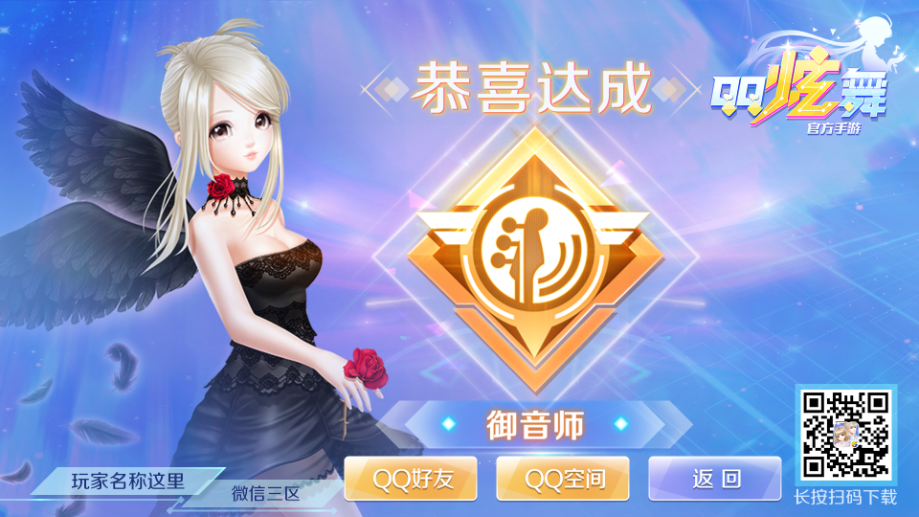 恭喜达成
QQ炫舞
官方手游
御音师
玩家名称这里
微信三区
QQ好友
QQ空间
返回
长按扫码下载